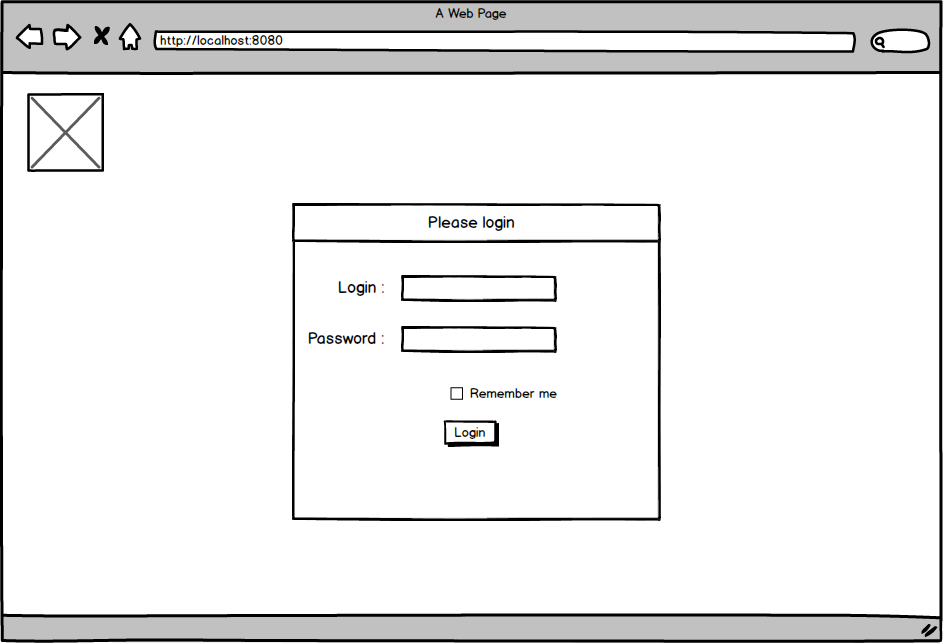 A Web Page
http://localhost:8080
Please login
Login :
Password :
Remember me
Login